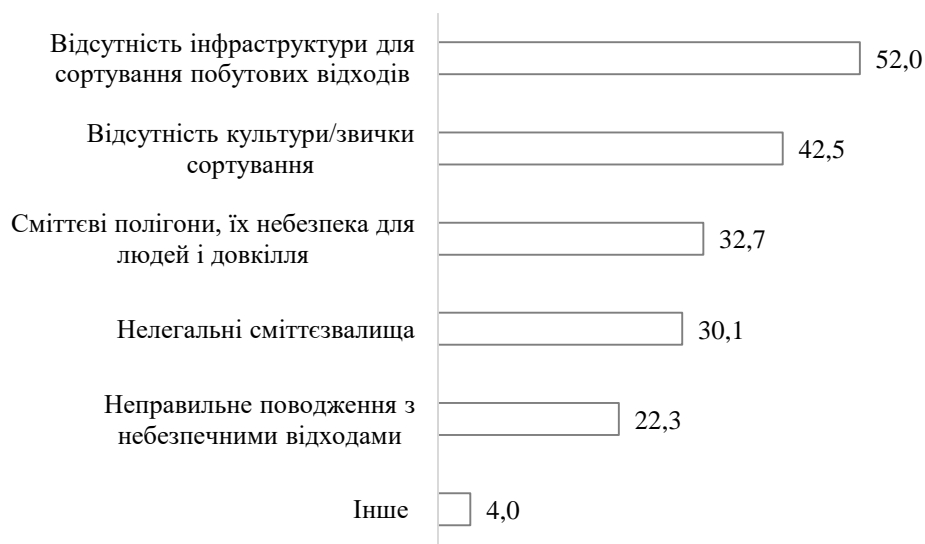 Відсутність інфраструктури для
сортування побутових відходів
52,0
Відсутність культури/звички
сортування
42,5
Сміттєві полігони, їх небезпека для
людей і довкілля
32,7
Нелегальні сміттєзвалища
30,1
Неправильне поводження з
небезпечними відходами
22,3
Інше
4,0